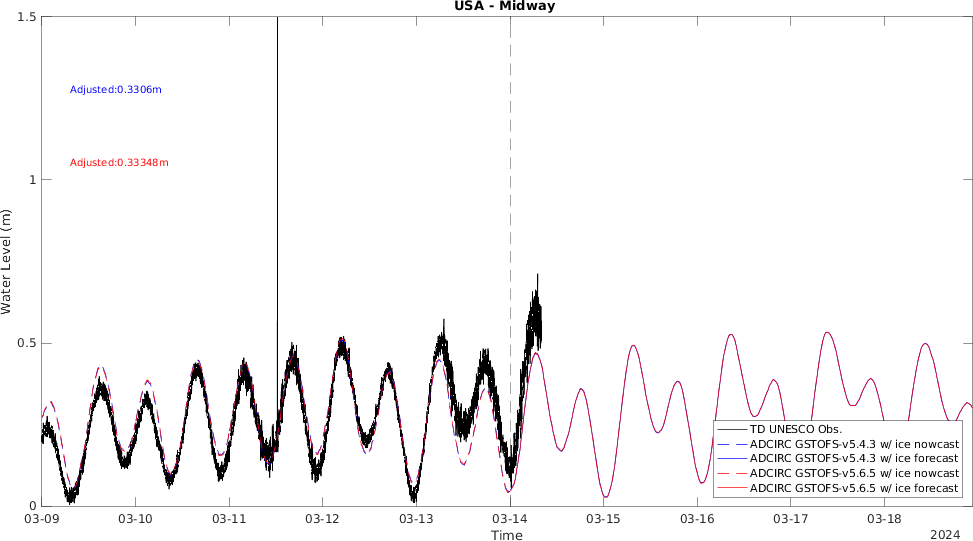 USA - Midway
1.5
Adjusted:0.3306m
Adjusted:0.33348m
1
0.5
0
Water Level (m)
TD UNESCO Obs.
ADCIRC GSTOFS-v5.4.3 w/ ice nowcast
ADCIRC GSTOFS-v5.4.3 w/ ice forecast
ADCIRC GSTOFS-v5.6.5 w/ ice nowcast
ADCIRC GSTOFS-v5.6.5 w/ ice forecast
03-09 03-10 03-11 03-12 03-13 03-14 03-15 03-16 03-17 03-18
Time
2024